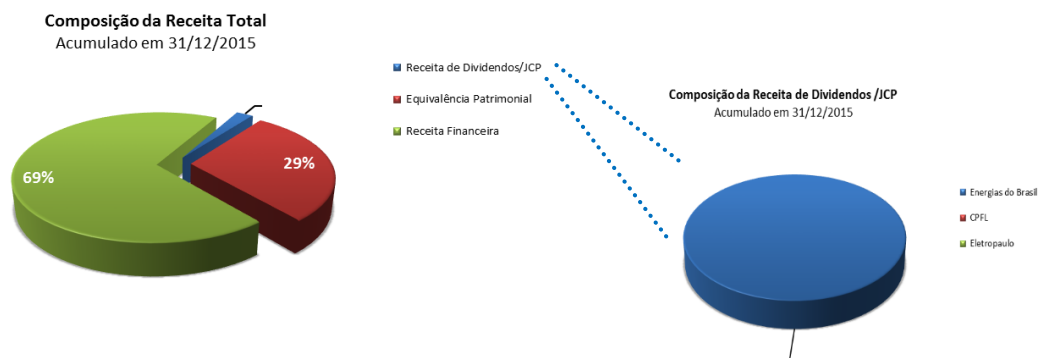 Composição da Receita Total
Acumulado em 31/12/2015
Receita de Dividendos/JCP
Equivalência Patrimonial
Receita Financeira
69%
29%
Composição da Receita de Dividendos /JCP
Acumulado em 31/12/2015
Energias do Brasil
CPFL
Eletropaulo